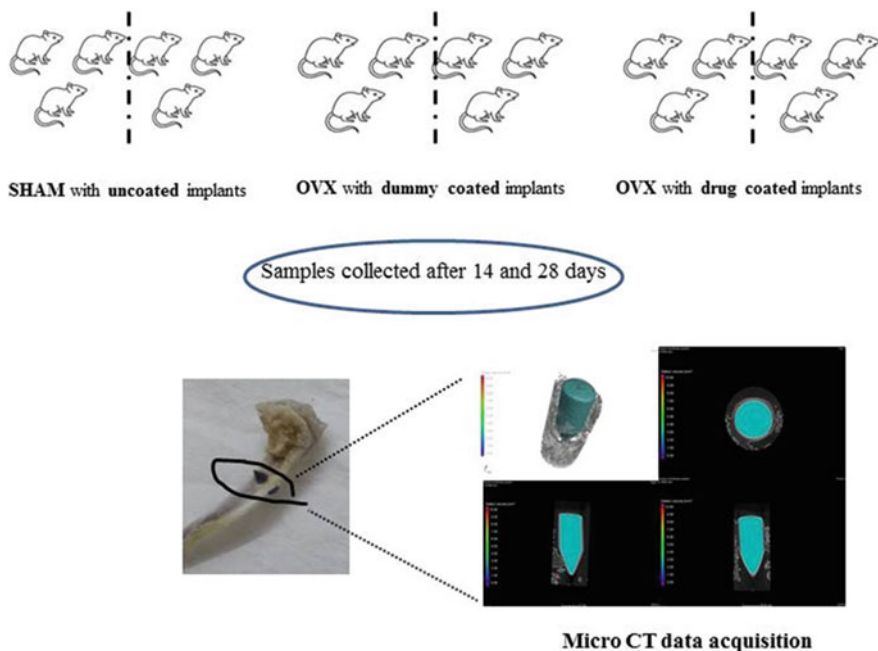 SHAM with uncoated implants
OVX with dummy coated implants
OVX with drug coated implants
Samples collected after 14 and 28 days
Micro CT data acquisition